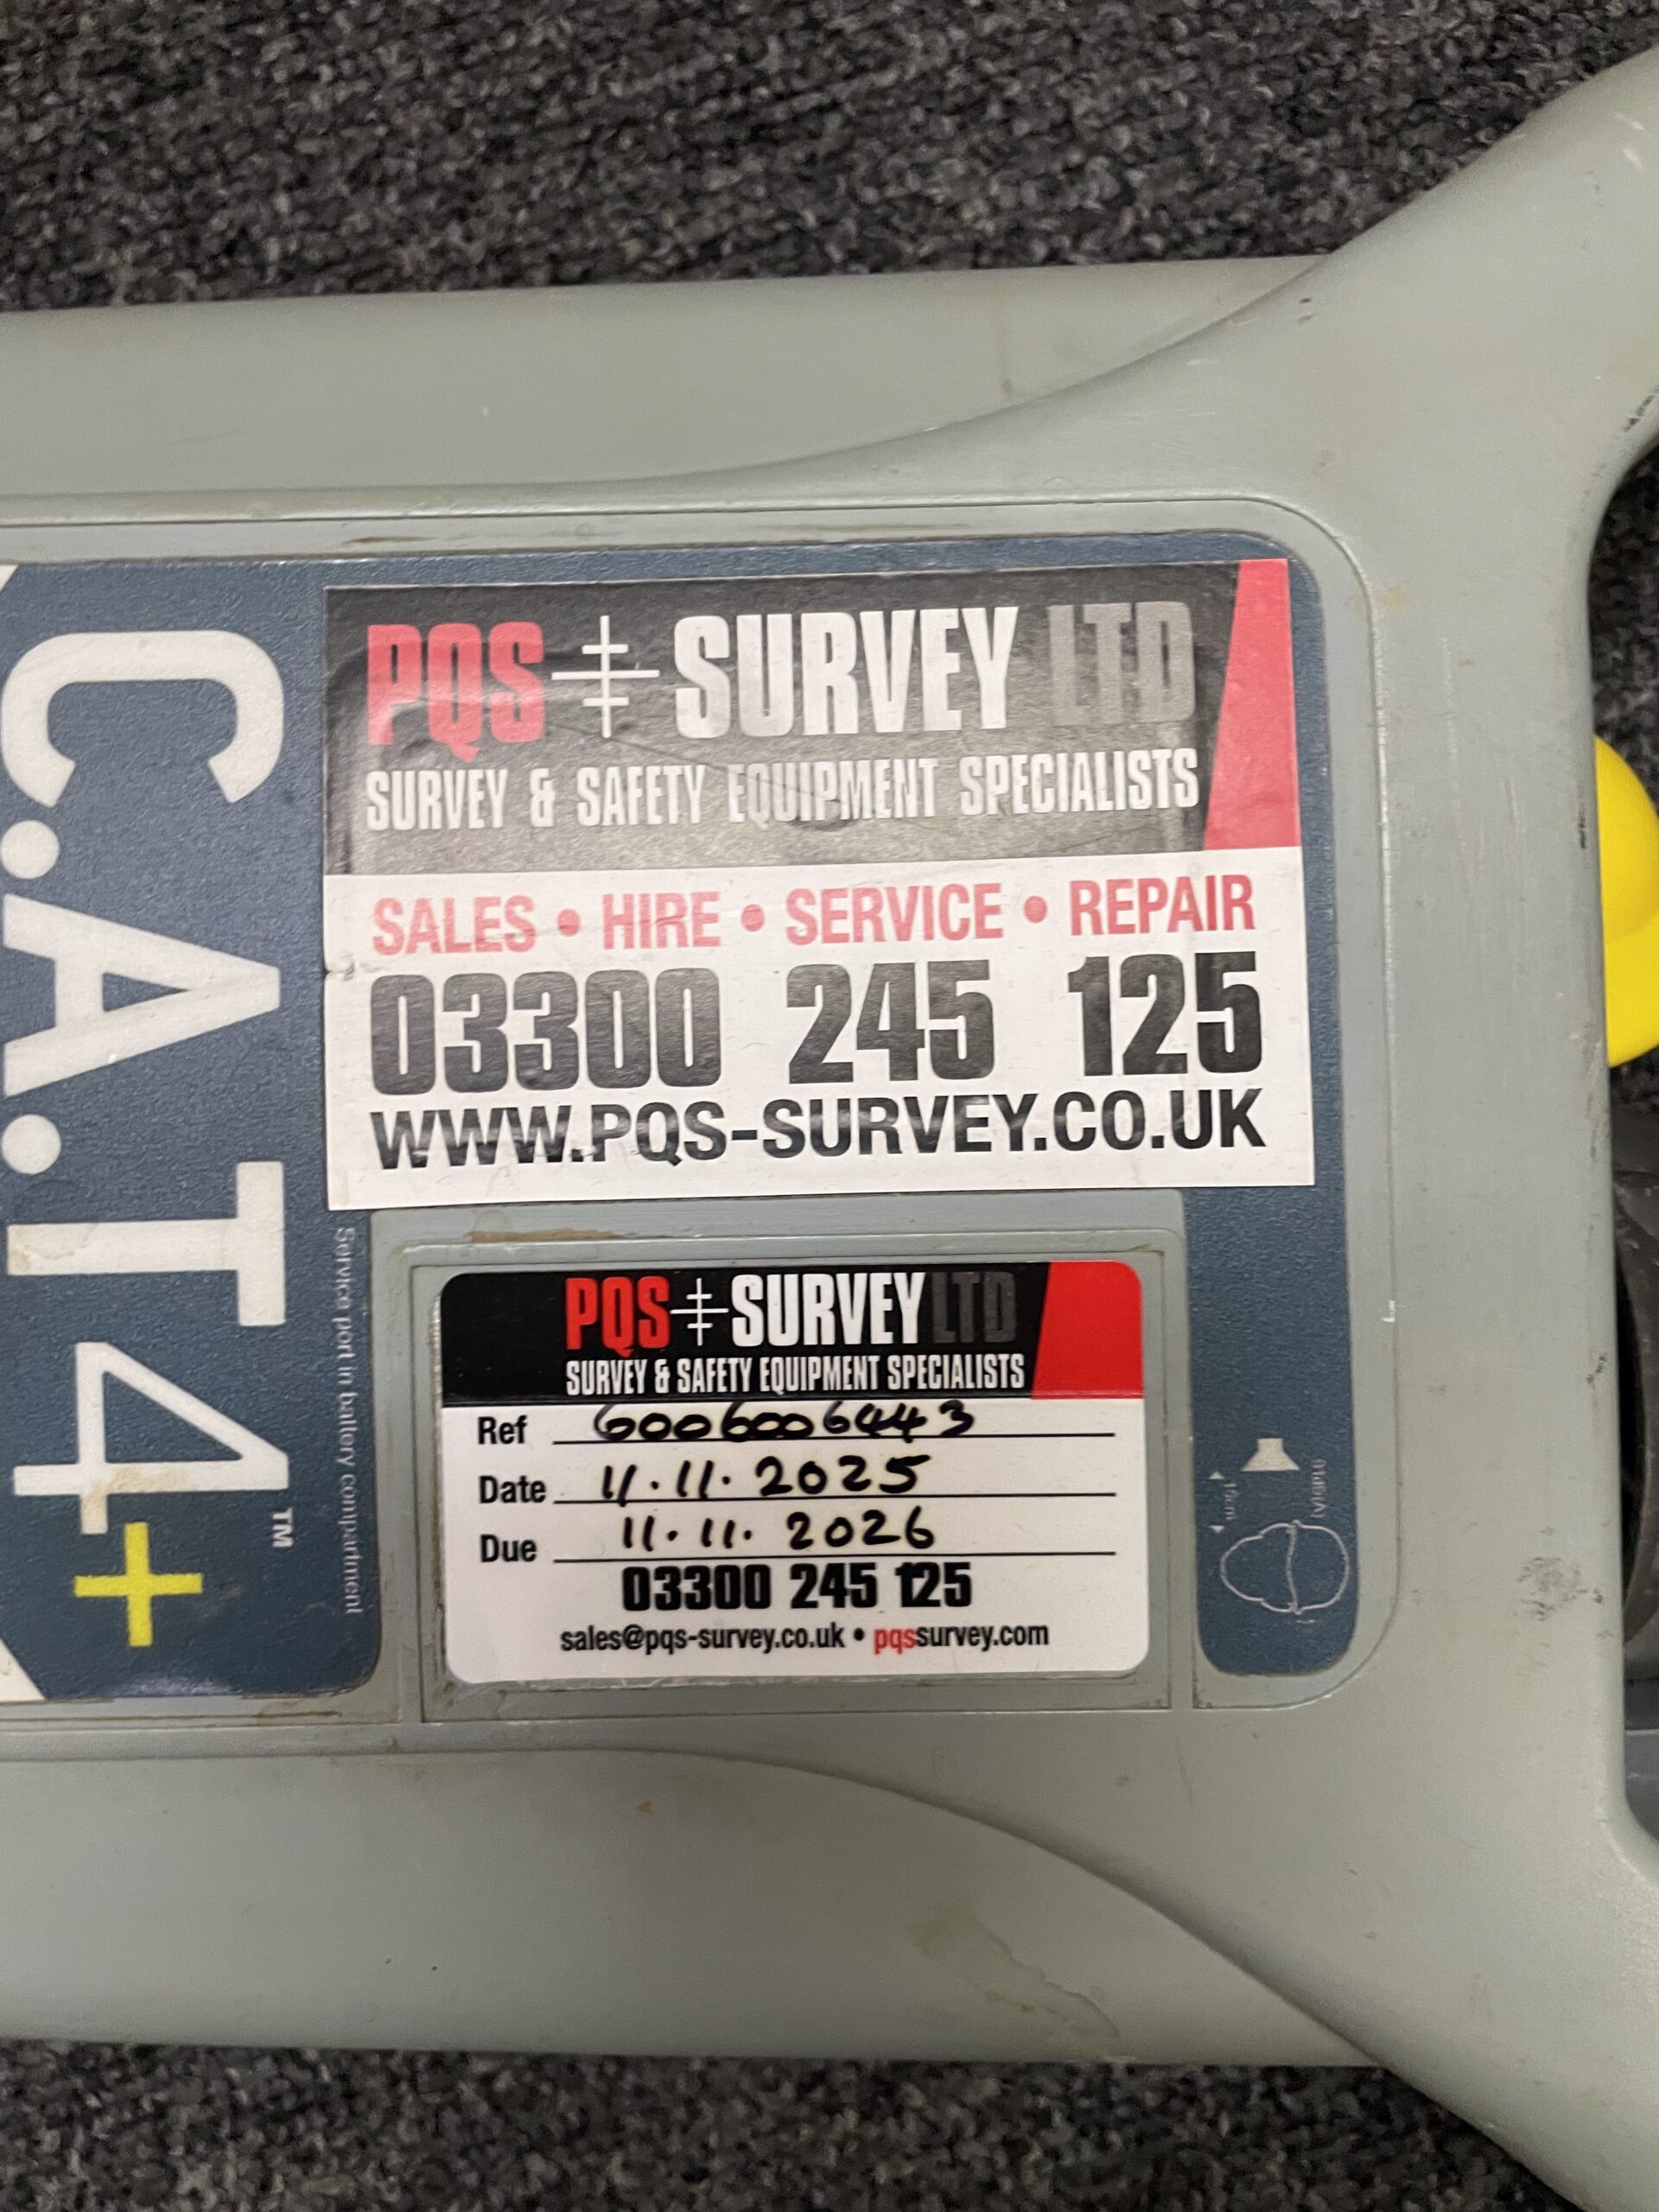 PQS SURVEY LTD
SURVEY & SAFETY EQUIPMENT SPECIALISTS
SALES • HIRE • SERVICE • REPAIR
03300 245 125
WWW.PQS-SURVEY.CO.UK
C.A.T4+™
Service port in battery compartment
PQS SURVEY LTD
SURVEY & SAFETY EQUIPMENT SPECIALISTS
Ref 6006006443
Date 11.11.2025
Due 11.11.2026
03300 245 125
sales@pqs-survey.co.uk • pqssurvey.com